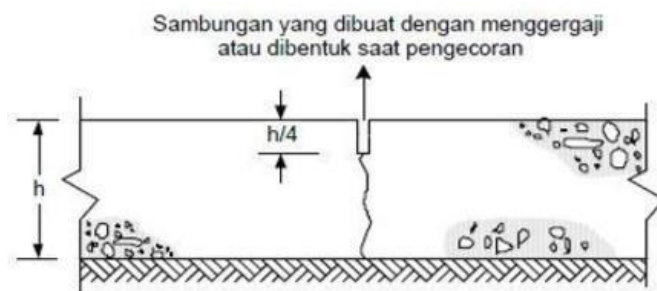 Sambungan yang dibuat dengan menggergaji
atau dibentuk saat pengecoran
h/4
h